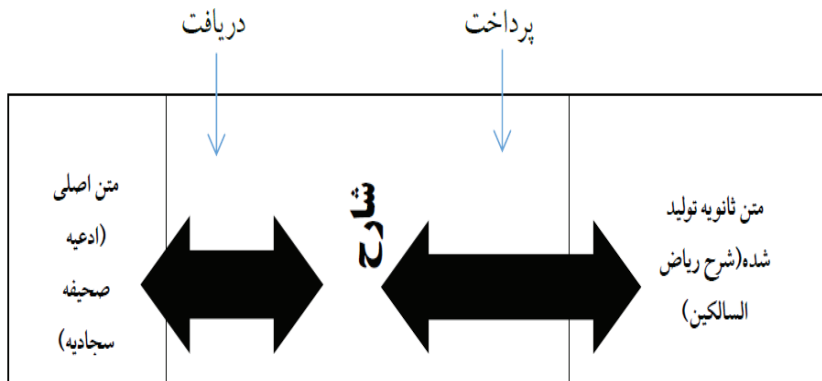 پرداخت
دریافت
متن ثانویه تولید
شده(شرح ریاض
السالکین)
شارح
متن اصلی
(ادعیه
صحیفه
سجادیه)